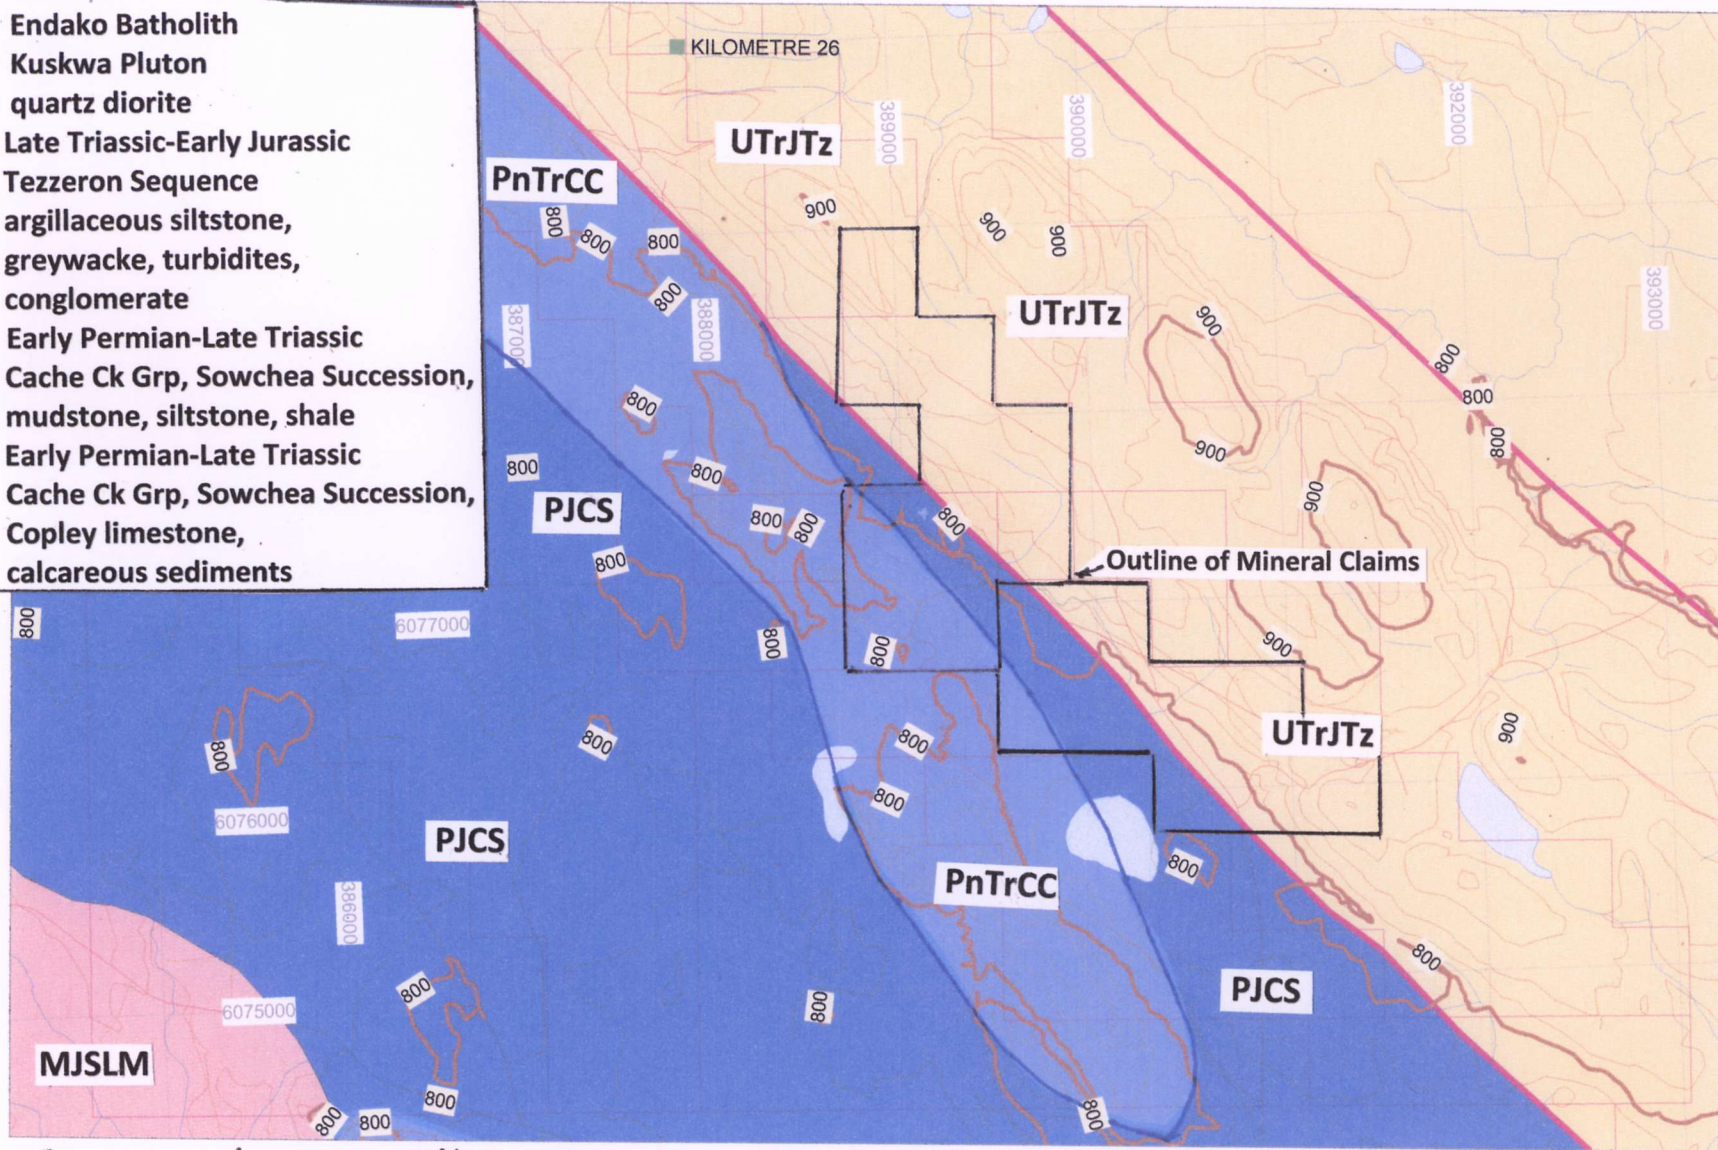 Endako Batholith
Kuskwa Pluton
quartz diorite
Late Triassic-Early Jurassic
Tezzeron Sequence
argillaceous siltstone,
greywacke, turbidites,
conglomerate
Early Permian-Late Triassic
Cache Ck Grp, Sowchea Succession,
mudstone, siltstone, shale
Early Permian-Late Triassic
Cache Ck Grp, Sowchea Succession,
Copley limestone,
calcareous sediments
KILOMETRE 26
389000
390000
392000
UTrJTz
PnTrCC
900
800
800
800
900
900
800
393000
387000
388000
UTrJTz
900
800
800
800
800
900
800
800
PJCS
800
800
800
900
800
Outline of Mineral Claims
800
6077000
800
800
900
800
800
800
UTrJTz
900
800
6076000
PJCS
800
PnTrCC
386000
800
800
PJCS
800
6075000
800
MJSLM
800
800
800
800